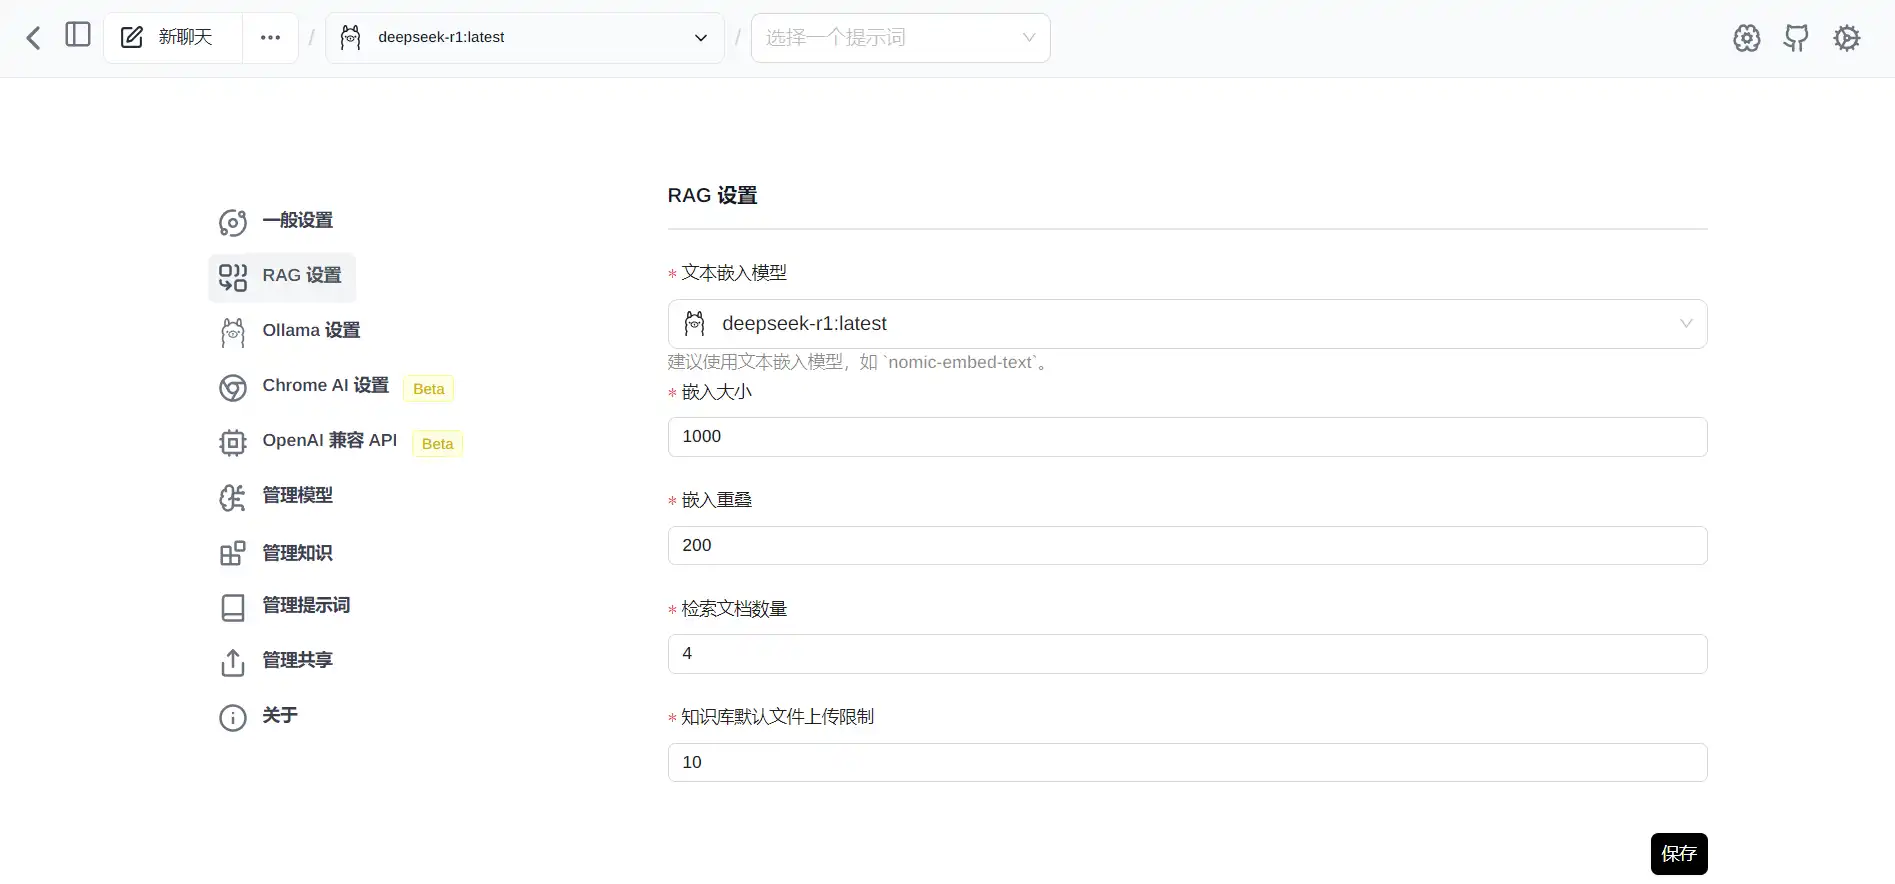 新聊天
/
deepseek-r1:latest
/
选择一个提示词
一般设置
RAG 设置
Ollama 设置
Chrome AI 设置 Beta
OpenAI 兼容 API Beta
管理模型
管理知识
管理提示词
管理共享
关于
RAG 设置
* 文本嵌入模型
deepseek-r1:latest
建议使用文本嵌入模型，如 `nomic-embed-text`。
* 嵌入大小
1000
* 嵌入重叠
200
* 检索文档数量
4
* 知识库默认文件上传限制
10
保存